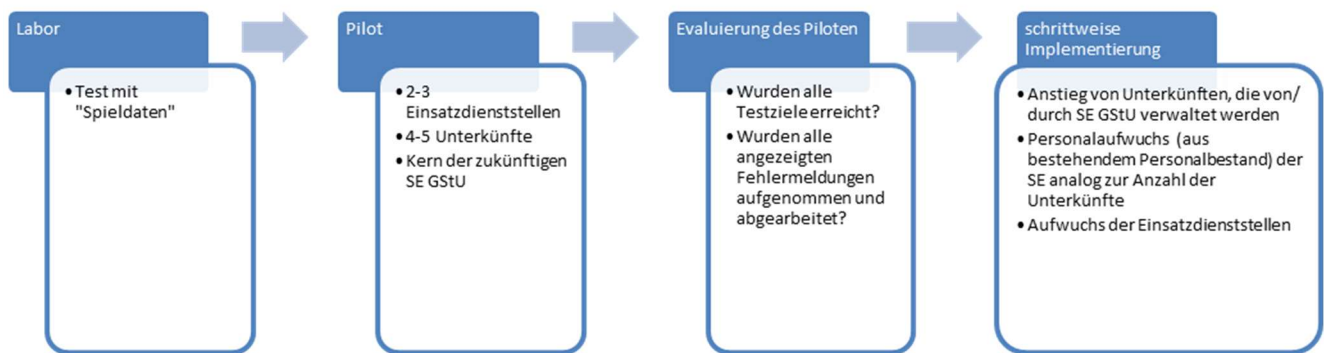 Labor
• Test mit
"Spieldaten"
Pilot
• 2-3
Einsatzdienststellen
• 4-5 Unterkünfte
• Kern der zukünftigen
SE GStU
Evaluierung des Piloten
• Wurden alle
Testziele erreicht?
• Wurden alle
angezeigten
Fehlermeldungen
aufgenommen und
abgearbeitet?
schrittweise
Implementierung
• Anstieg von Unterkünften, die von/
durch SE GStU verwaltet werden
• Personalaufwuchs (aus
bestehendem Personalbestand) der
SE analog zur Anzahl der
Unterkünfte
• Aufwuchs der Einsatzdienststellen